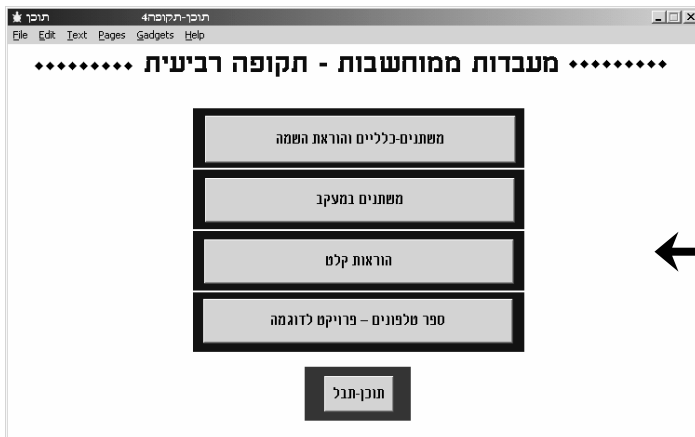 תוכן תוכן-תקופה4
File Edit Text Pages Gadgets Help
מעבדות ממוחשבות - תקופה רביעית
משתנים-כלליים והוראת השמה
משתנים במעקב
הוראות קלט
ספר טלפונים – פרויקט לדוגמה
תוכן-תבל